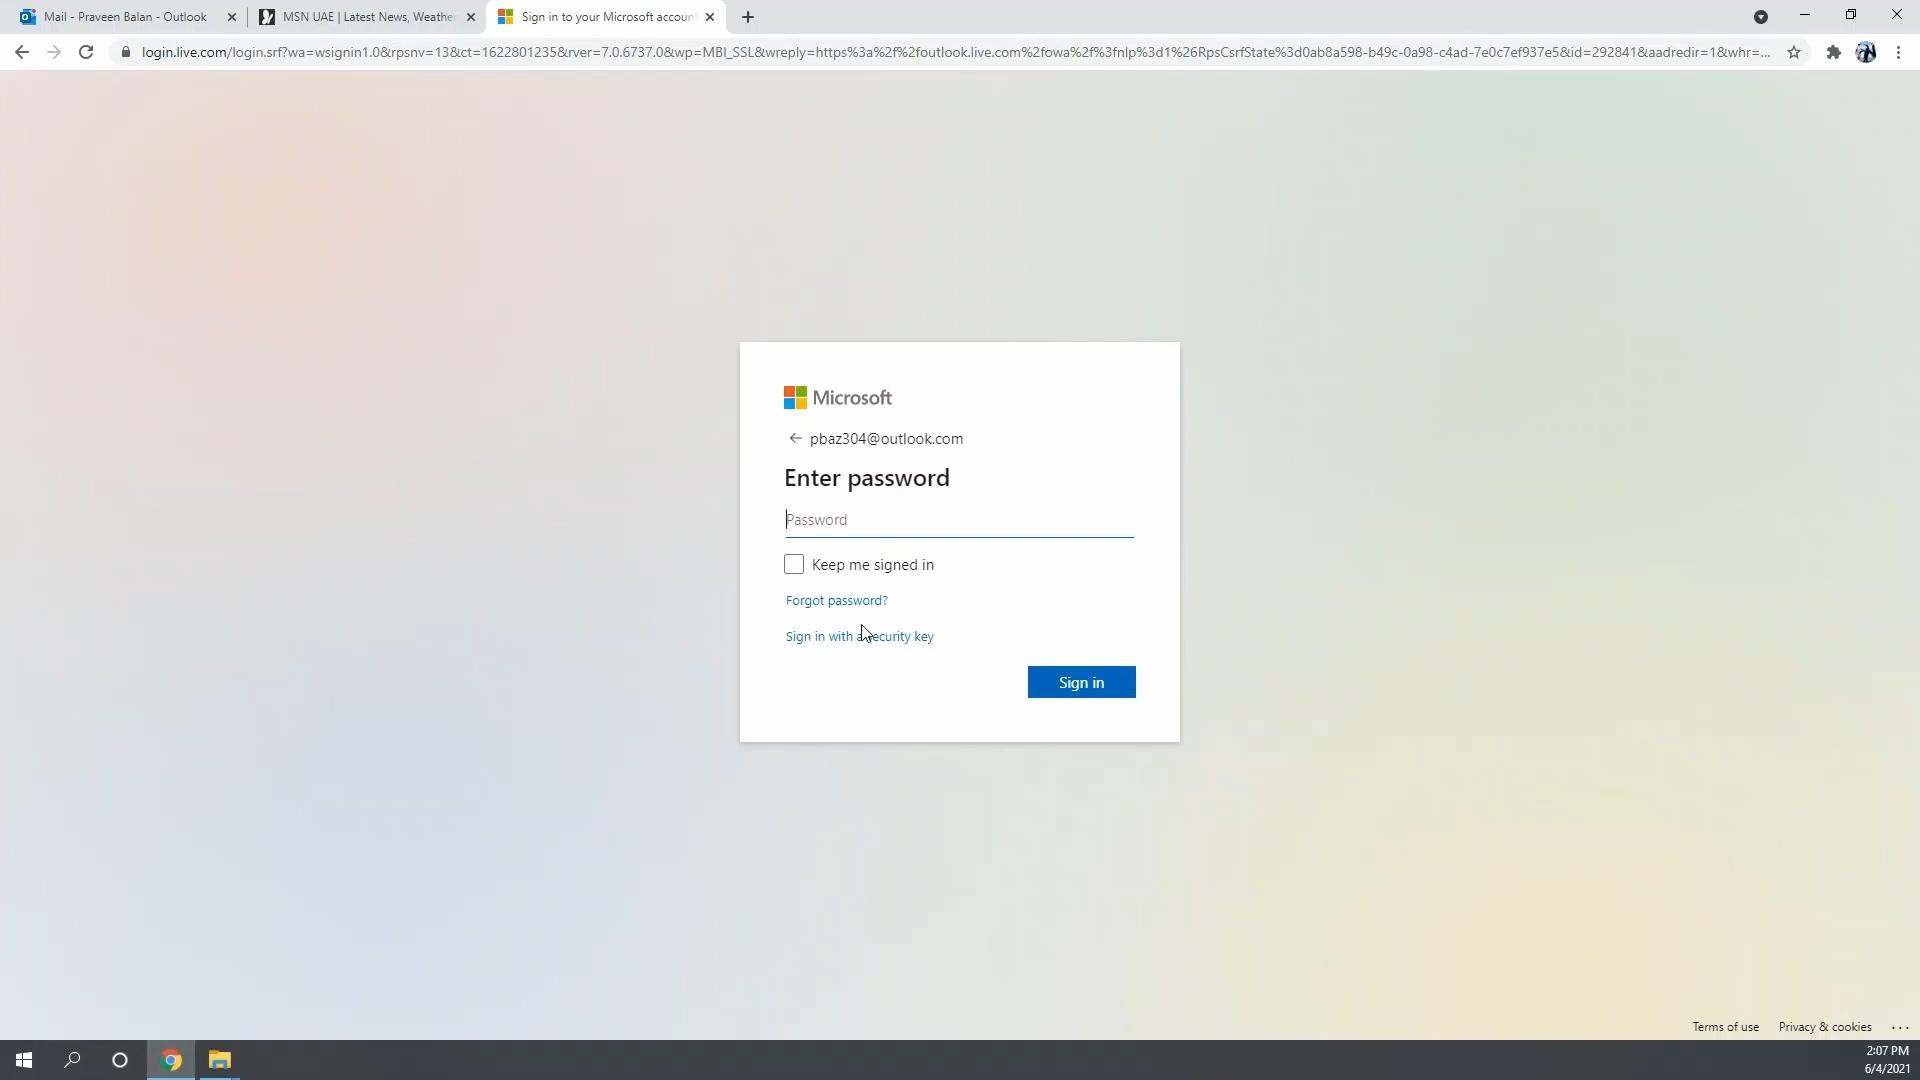 Mail - Praveen Balan - Outlook
MSN UAE | Latest News, Weathe
Sign in to your Microsoft accoun
login.live.com/login.srf?wa=wsignin1.0&rpsnv=13&ct=1622801235&rver=7.0.6737.0&wp=MBI_SSL&wreply=https%3a%2f%2foutlook.live.com%2fowa%2f%3fnlp%3d1%26RpsCsrfState%3d0ab8a598-b49c-0a98-c4ad-7e0c7ef937e5&id=292841&aadredir=1&whr=...
Microsoft
pbaz304@outlook.com
Enter password
Password
Keep me signed in
Forgot password?
Sign in with a security key
Sign in
Terms of use Privacy & cookies ...
2:07 PM
6/4/2021